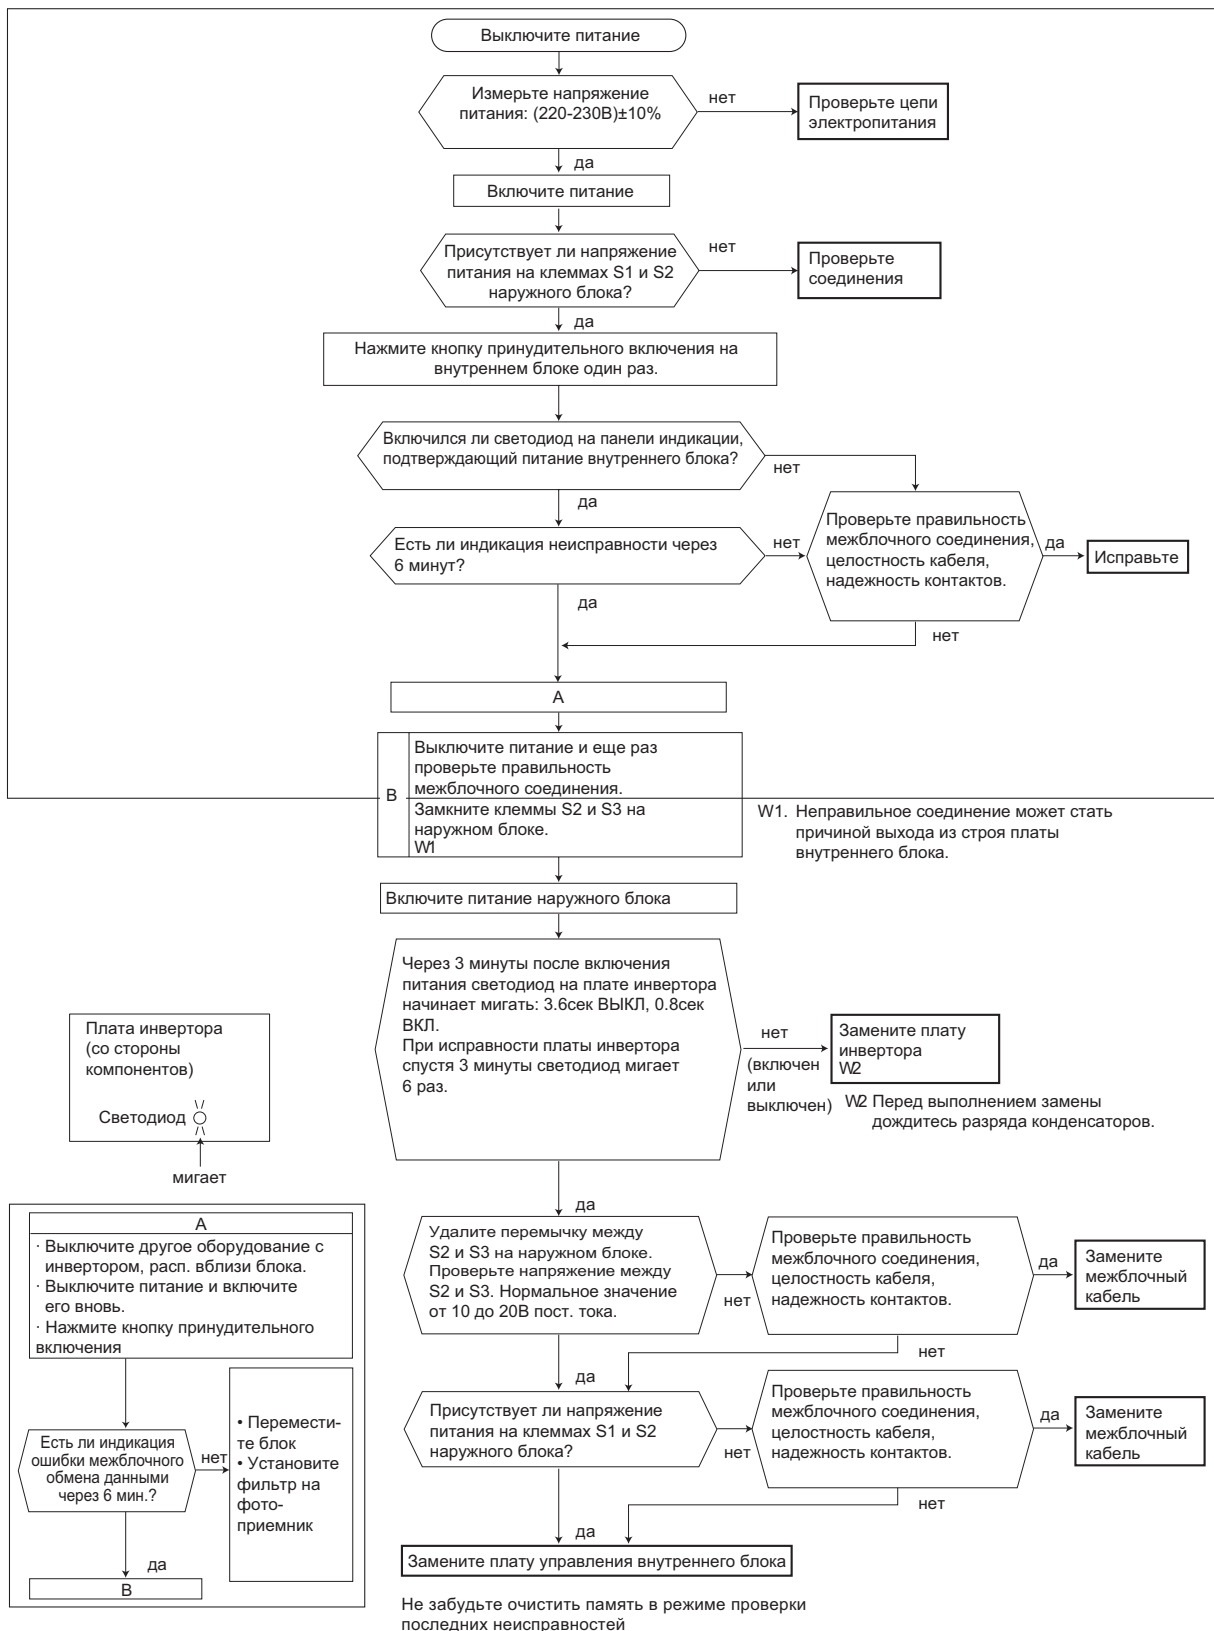 Выключите питание
Измерьте напряжение
питания: (220-230В)±10%
нет
Проверьте цепи
электропитания
да
Включите питание
Присутствует ли напряжение
питания на клеммах S1 и S2
наружного блока?
нет
Проверьте
соединения
да
Нажмите кнопку принудительного включения на
внутреннем блоке один раз.
Включился ли светодиод на панели индикации,
подтверждающий питание внутреннего блока?
нет
да
Есть ли индикация неисправности через
6 минут?
нет
Проверьте правильность
межблочного соединения,
целостность кабеля,
надежность контактов.
да
Исправьте
да
нет
A
B
Выключите питание и еще раз
проверьте правильность
межблочного соединения.
Замкните клеммы S2 и S3 на
наружном блоке.
W1
W1. Неправильное соединение может стать
причиной выхода из строя платы
внутреннего блока.
Включите питание наружного блока
Через 3 минуты после включения
питания светодиод на плате инвертора
начинает мигать: 3.6сек ВЫКЛ, 0.8сек
ВКЛ.
При исправности платы инвертора
спустя 3 минуты светодиод мигает
6 раз.
нет
(включен
или
выключен)
Замените плату
инвертора
W2
W2 Перед выполнением замены
дождитесь разряда конденсаторов.
Плата инвертора
(со стороны
компонентов)
Светодиод
мигает
да
Удалите перемычку между
S2 и S3 на наружном блоке.
Проверьте напряжение между
S2 и S3. Нормальное значение
от 10 до 20В пост. тока.
нет
Проверьте правильность
межблочного соединения,
целостность кабеля,
надежность контактов.
да
Замените
межблочный
кабель
да
нет
Присутствует ли напряжение
питания на клеммах S1 и S2
наружного блока?
нет
Проверьте правильность
межблочного соединения,
целостность кабеля,
надежность контактов.
да
Замените
межблочный
кабель
да
нет
Замените плату управления внутреннего блока
Не забудьте очистить память в режиме проверки
последних неисправностей
A
· Выключите другое оборудование с
инвертором, расп. вблизи блока.
· Выключите питание и включите
его вновь.
· Нажмите кнопку принудительного
включения
Есть ли индикация
ошибки межблочного
обмена данными
через 6 мин.?
нет
• Перемести-
те блок
• Установите
фильтр на
фото-
приемник
да
B